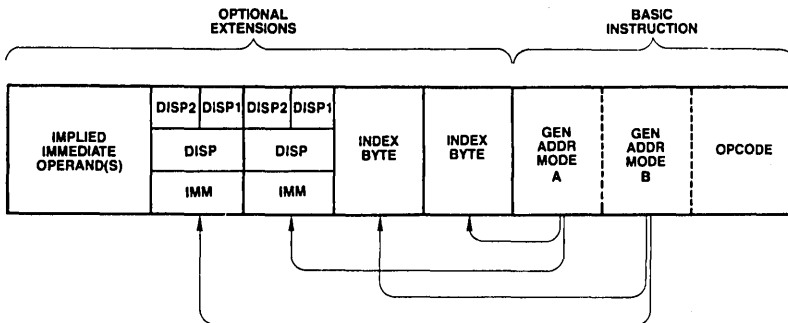 OPTIONAL
EXTENSIONS
BASIC
INSTRUCTION
IMPLIED
IMMEDIATE
OPERAND(S)
DISP2 DISP1
DISP
IMM
DISP2 DISP1
DISP
IMM
INDEX
BYTE
INDEX
BYTE
GEN
ADDR
MODE
A
GEN
ADDR
MODE
B
OPCODE